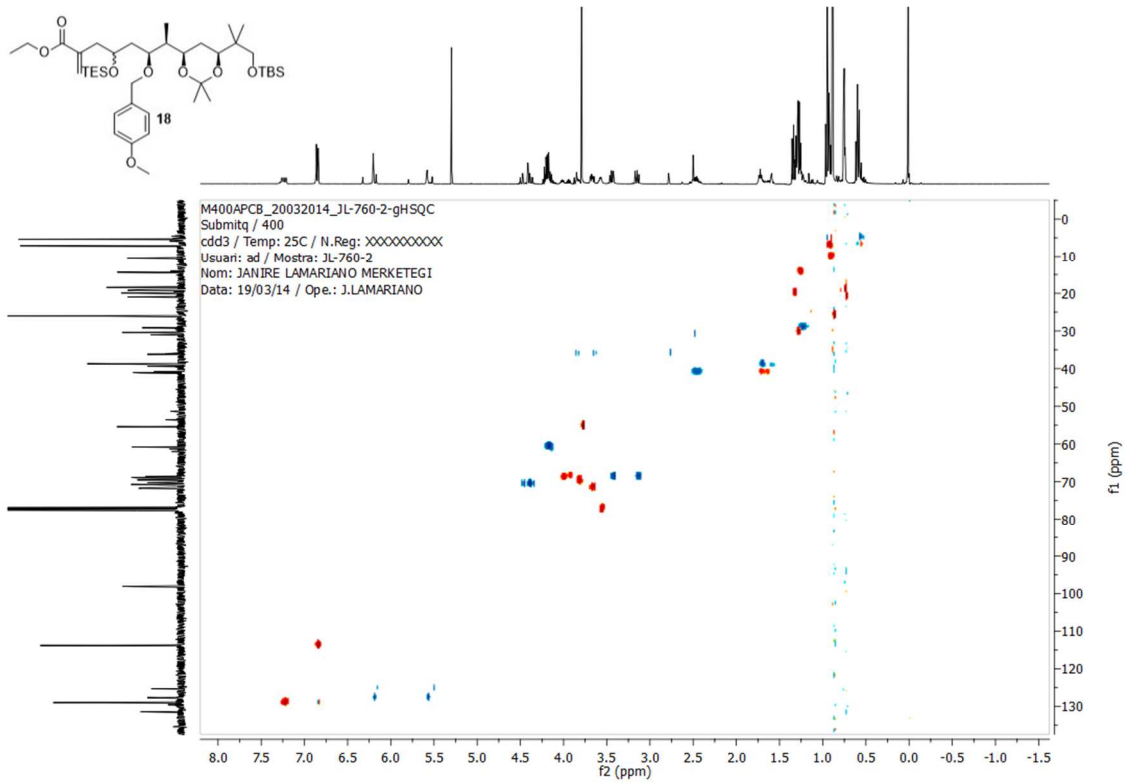 O
O
TESO
O
O
O
OTBS
18
O
M400APCB_20032014_JL-760-2-gHSQC
Submitq / 400
cdd3 / Temp: 25C / N.Reg: XXXXXXXXXX
Usuari: ad / Mostra: JL-760-2
Nom: JANIRE LAMARIANO MERKETEGI
Data: 19/03/14 / Ope.: J.LAMARIANO
0
10
20
30
40
50
60
70
80
90
100
110
120
130
f1 (ppm)
8.0 7.5 7.0 6.5 6.0 5.5 5.0 4.5 4.0 3.5 3.0 2.5 2.0 1.5 1.0 0.5 0.0 -0.5 -1.0 -1.5
f2 (ppm)